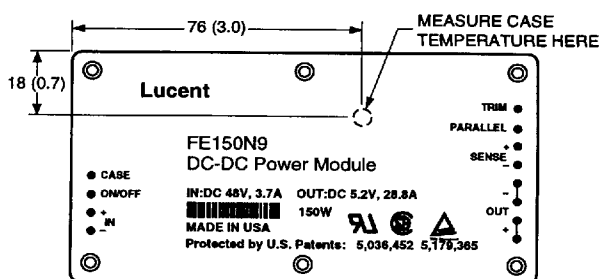 76 (3.0)
MEASURE CASE
TEMPERATURE HERE
18 (0.7)
Lucent
TRIM
PARALLEL
+
SENSE
–
FE150N9
DC-DC Power Module
CASE
ON/OFF
+
IN
–
IN:DC 48V, 3.7A OUT:DC 5.2V, 28.8A
150W
MADE IN USA
Protected by U.S. Patents: 5,036,452 5,179,365
–
OUT
+